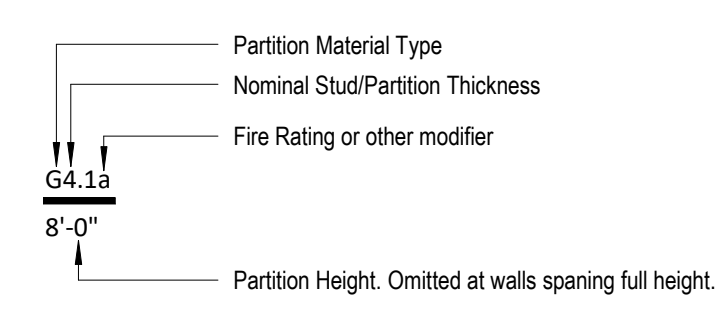 Partition Material Type
Nominal Stud/Partition Thickness
Fire Rating or other modifier
G4.1a
8'-0"
Partition Height. Omitted at walls spaning full height.